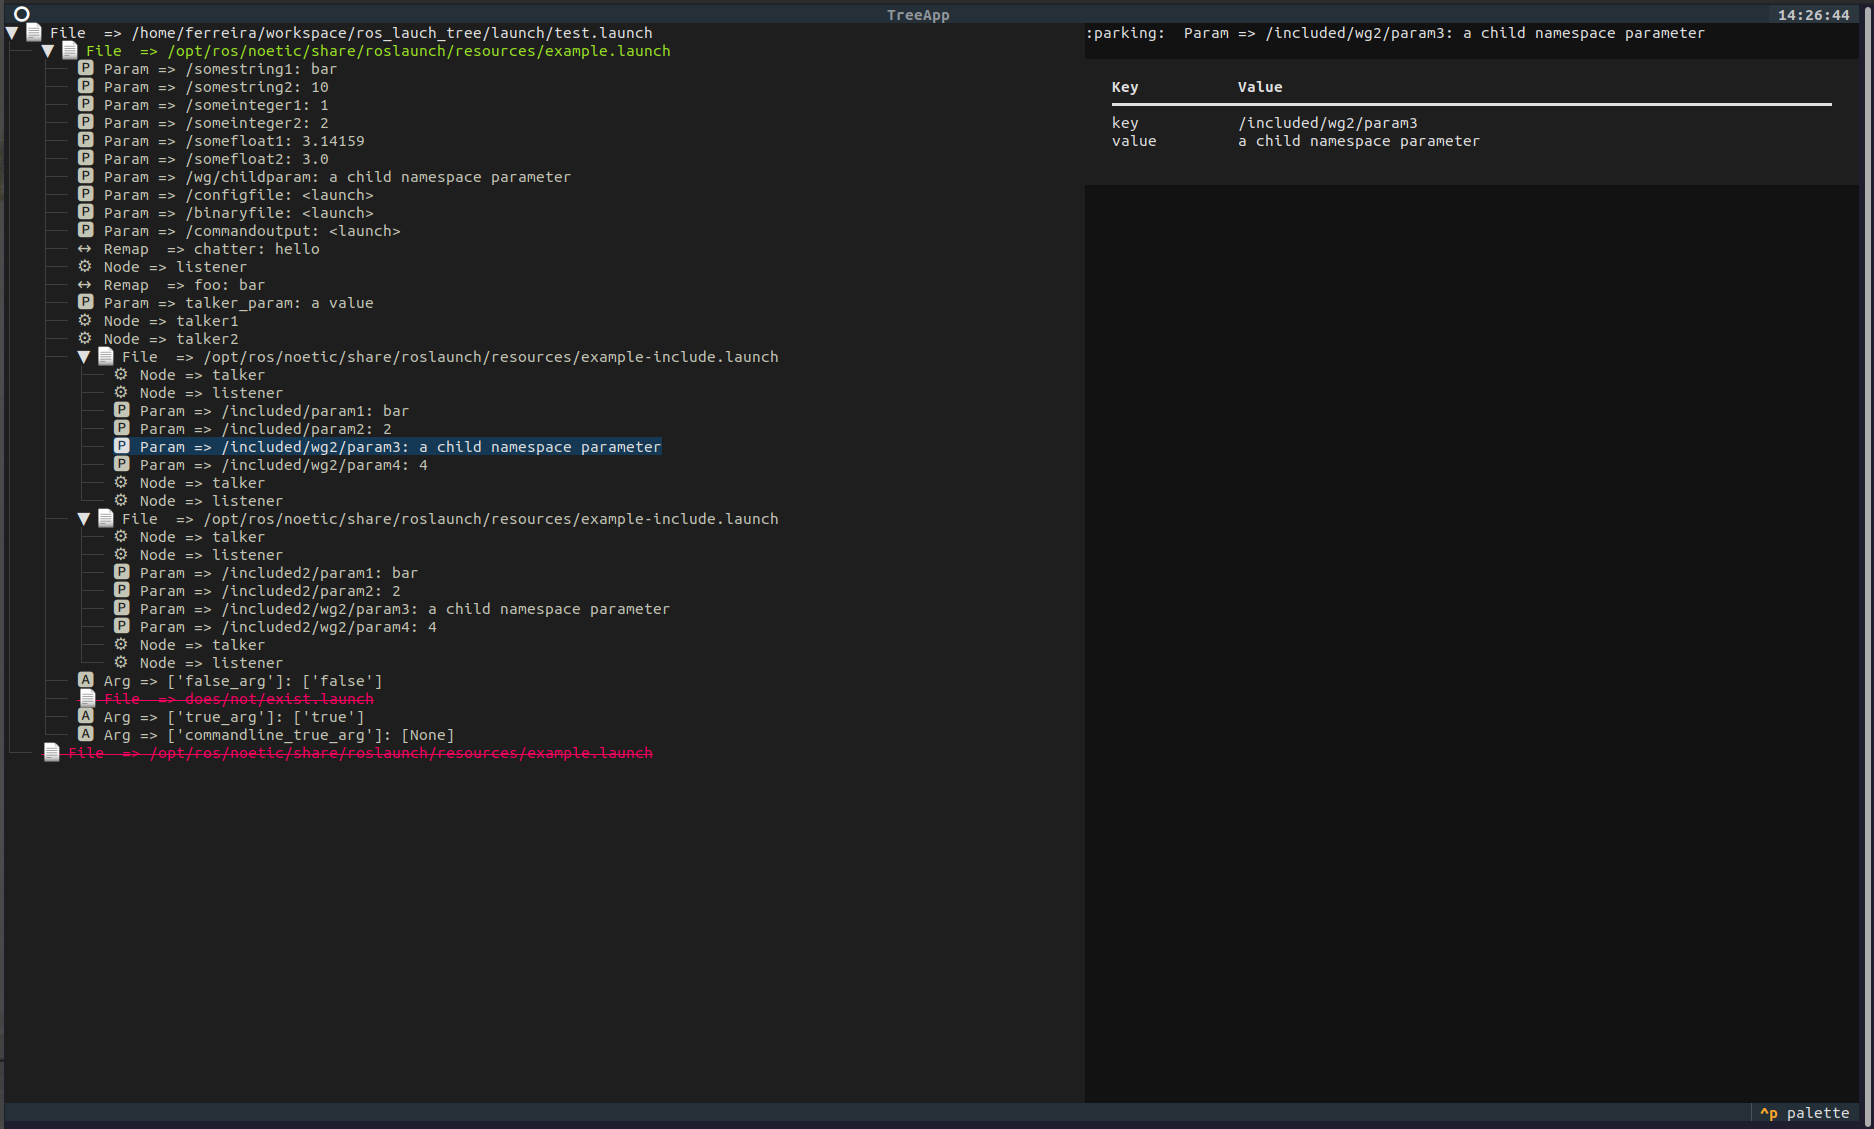 TreeApp 14:26:44
File => /home/ferreira/workspace/ros_lauch_tree/launch/test.launch
File => /opt/ros/noetic/share/roslaunch/resources/example.launch
P Param => /somestring1: bar
P Param => /somestring2: 10
P Param => /someinteger1: 1
P Param => /someinteger2: 2
P Param => /somefloat1: 3.14159
P Param => /somefloat2: 3.0
P Param => /wg/childparam: a child namespace parameter
P Param => /configfile: <launch>
P Param => /binaryfile: <launch>
P Param => /commandoutput: <launch>
↔ Remap => chatter: hello
⚙ Node => listener
↔ Remap => foo: bar
P Param => talker_param: a value
⚙ Node => talker1
⚙ Node => talker2
File => /opt/ros/noetic/share/roslaunch/resources/example-include.launch
⚙ Node => talker
⚙ Node => listener
P Param => /included/param1: bar
P Param => /included/param2: 2
P Param => /included/wg2/param3: a child namespace parameter
P Param => /included/wg2/param4: 4
⚙ Node => talker
⚙ Node => listener
File => /opt/ros/noetic/share/roslaunch/resources/example-include.launch
⚙ Node => talker
⚙ Node => listener
P Param => /included2/param1: bar
P Param => /included2/param2: 2
P Param => /included2/wg2/param3: a child namespace parameter
P Param => /included2/wg2/param4: 4
⚙ Node => talker
⚙ Node => listener
A Arg => ['false_arg']: ['false']
File => does/not/exist.launch
A Arg => ['true_arg']: ['true']
A Arg => ['commandline_true_arg']: [None]
File => /opt/ros/noetic/share/roslaunch/resources/example.launch
:parking: Param => /included/wg2/param3: a child namespace parameter
Key Value
key /included/wg2/param3
value a child namespace parameter
^p palette